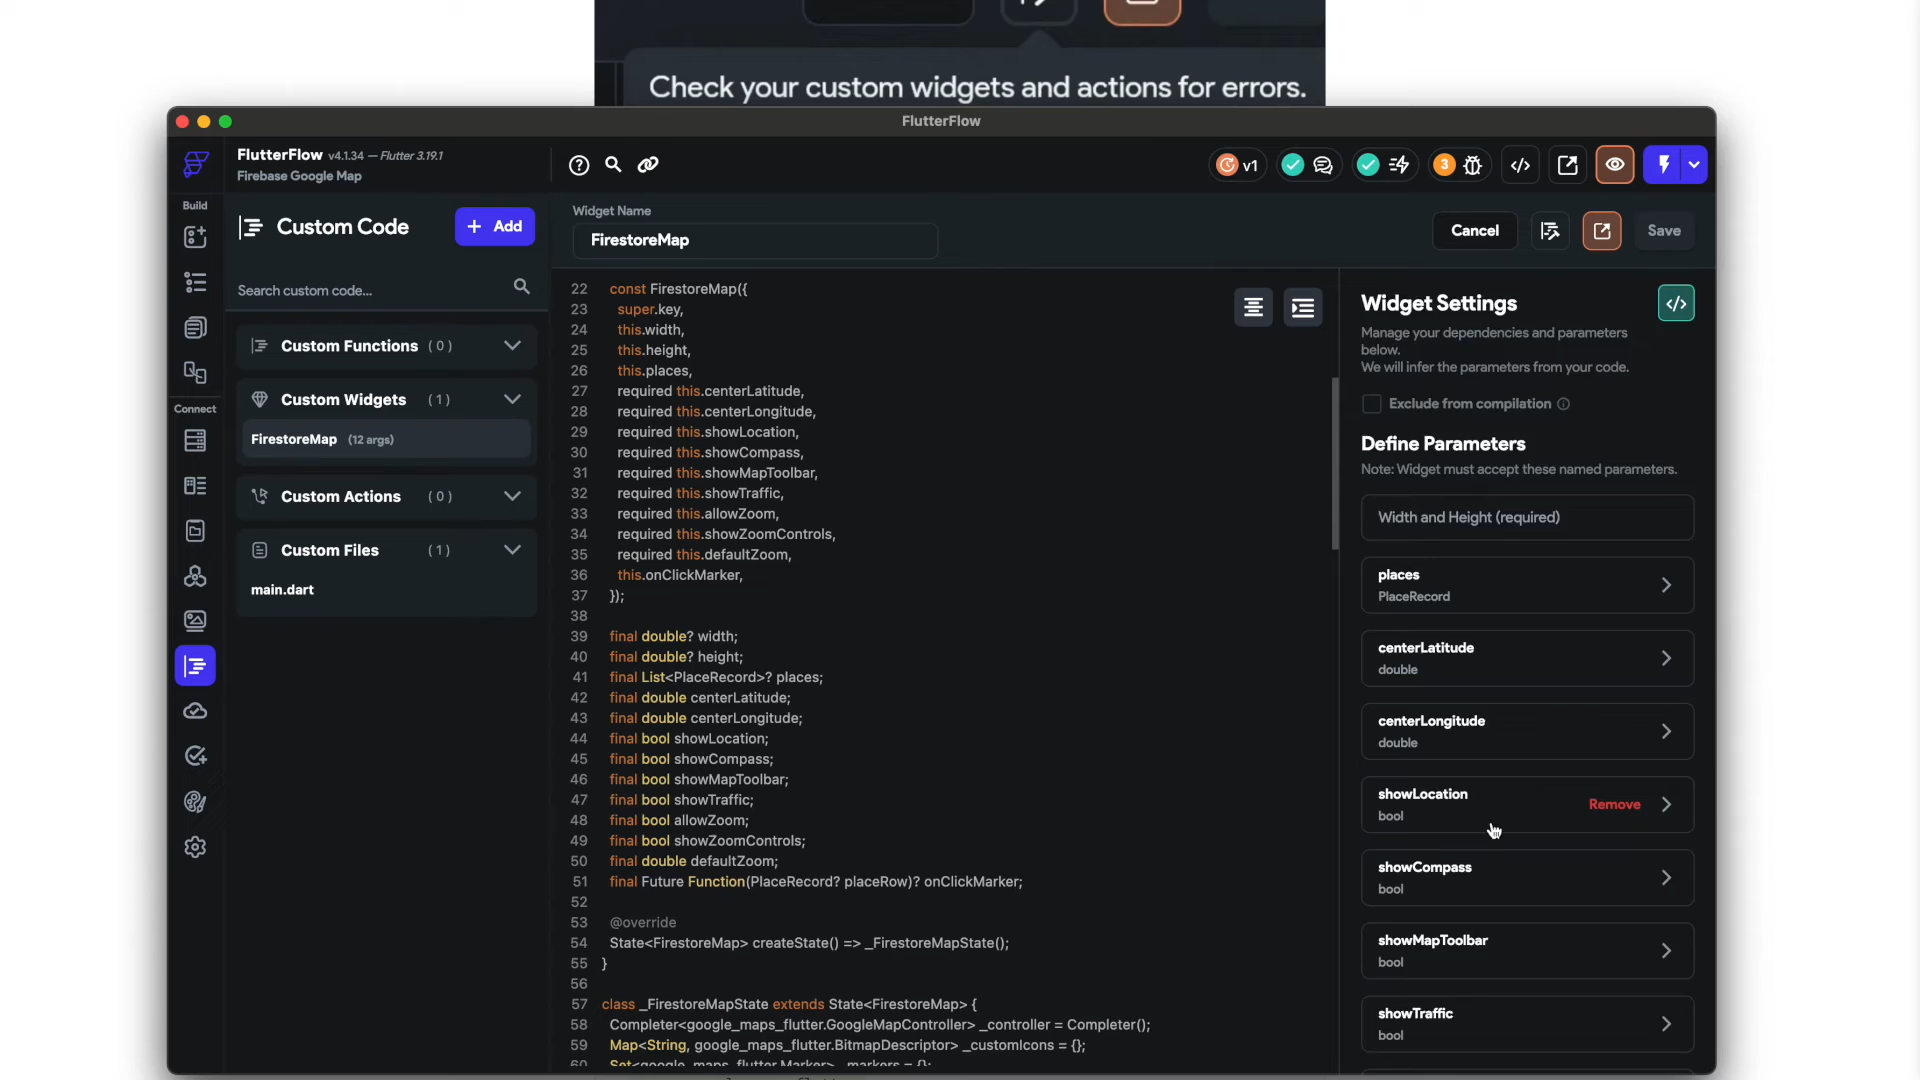 Check your custom widgets and actions for errors.
FlutterFlow
FlutterFlow v4.1.34 — Flutter 3.19.1
Firebase Google Map
v1
3
Build
Connect
Custom Code
+ Add
Search custom code...
Custom Functions ( 0 )
Custom Widgets ( 1 )
FirestoreMap (12 args)
Custom Actions ( 0 )
Custom Files ( 1 )
main.dart
Widget Name
FirestoreMap
Cancel
Save
22 const FirestoreMap({
23 super.key,
24 this.width,
25 this.height,
26 this.places,
27 required this.centerLatitude,
28 required this.centerLongitude,
29 required this.showLocation,
30 required this.showCompass,
31 required this.showMapToolbar,
32 required this.showTraffic,
33 required this.allowZoom,
34 required this.showZoomControls,
35 required this.defaultZoom,
36 this.onClickMarker,
37 });
38
39 final double? width;
40 final double? height;
41 final List<PlaceRecord>? places;
42 final double centerLatitude;
43 final double centerLongitude;
44 final bool showLocation;
45 final bool showCompass;
46 final bool showMapToolbar;
47 final bool showTraffic;
48 final bool allowZoom;
49 final bool showZoomControls;
50 final double defaultZoom;
51 final Future Function(PlaceRecord? placeRow)? onClickMarker;
52
53 @override
54 State<FirestoreMap> createState() => _FirestoreMapState();
55 }
56
57 class _FirestoreMapState extends State<FirestoreMap> {
58 Completer<google_maps_flutter.GoogleMapController> _controller = Completer();
59 Map<String, google_maps_flutter.BitmapDescriptor> _customIcons = {};
60 Set<google_maps_flutter.Marker> _markers = {};
Widget Settings
Manage your dependencies and parameters
below.
We will infer the parameters from your code.
Exclude from compilation
Define Parameters
Note: Widget must accept these named parameters.
Width and Height (required)
places
PlaceRecord
centerLatitude
double
centerLongitude
double
showLocation
bool
Remove
showCompass
bool
showMapToolbar
bool
showTraffic
bool